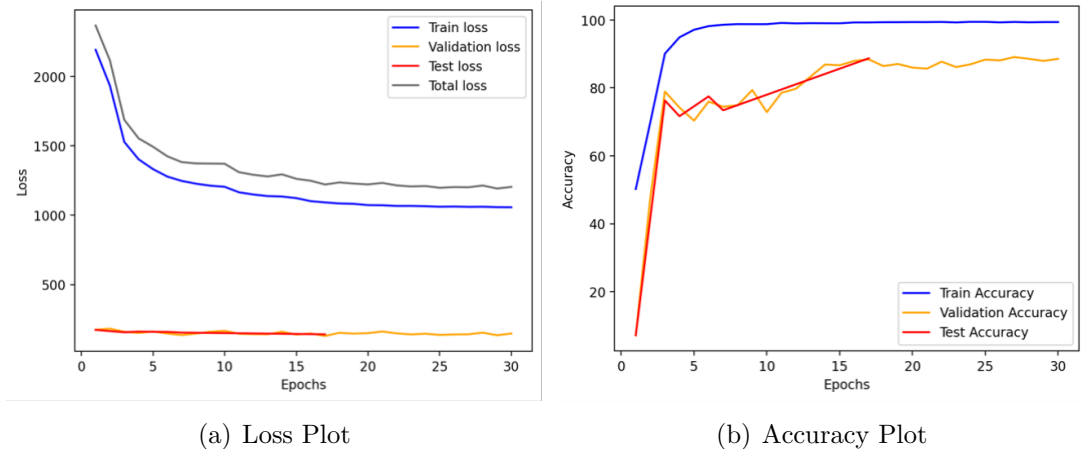 Train loss
Validation loss
Test loss
Total loss
2000
1500
1000
500
Loss
0 5 10 15 20 25 30
Epochs
(a) Loss Plot
100
80
60
40
20
Accuracy
Train Accuracy
Validation Accuracy
Test Accuracy
0 5 10 15 20 25 30
Epochs
(b) Accuracy Plot